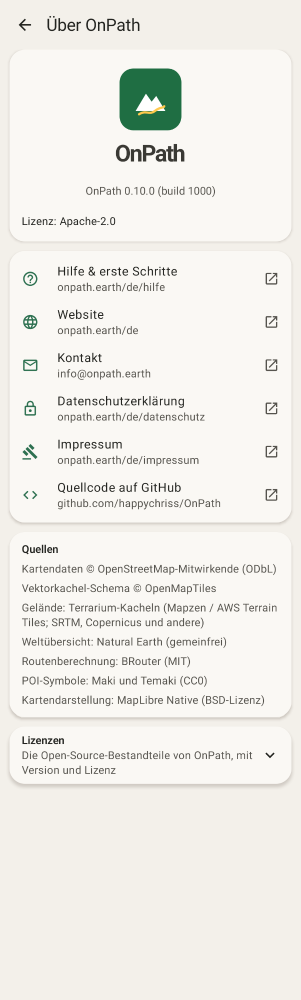 Über OnPath
OnPath
OnPath 0.10.0 (build 1000)
Lizenz: Apache-2.0
Hilfe & erste Schritte
onpath.earth/de/hilfe
Website
onpath.earth/de
Kontakt
info@onpath.earth
Datenschutzerklärung
onpath.earth/de/datenschutz
Impressum
onpath.earth/de/impressum
Quellcode auf GitHub
github.com/happychriss/OnPath
Quellen
Kartendaten © OpenStreetMap-Mitwirkende (ODbL)
Vektorkachel-Schema © OpenMapTiles
Gelände: Terrarium-Kacheln (Mapzen / AWS Terrain
Tiles; SRTM, Copernicus und andere)
Weltübersicht: Natural Earth (gemeinfrei)
Routenberechnung: BRouter (MIT)
POI-Symbole: Maki und Temaki (CC0)
Kartendarstellung: MapLibre Native (BSD-Lizenz)
Lizenzen
Die Open-Source-Bestandteile von OnPath, mit
Version und Lizenz